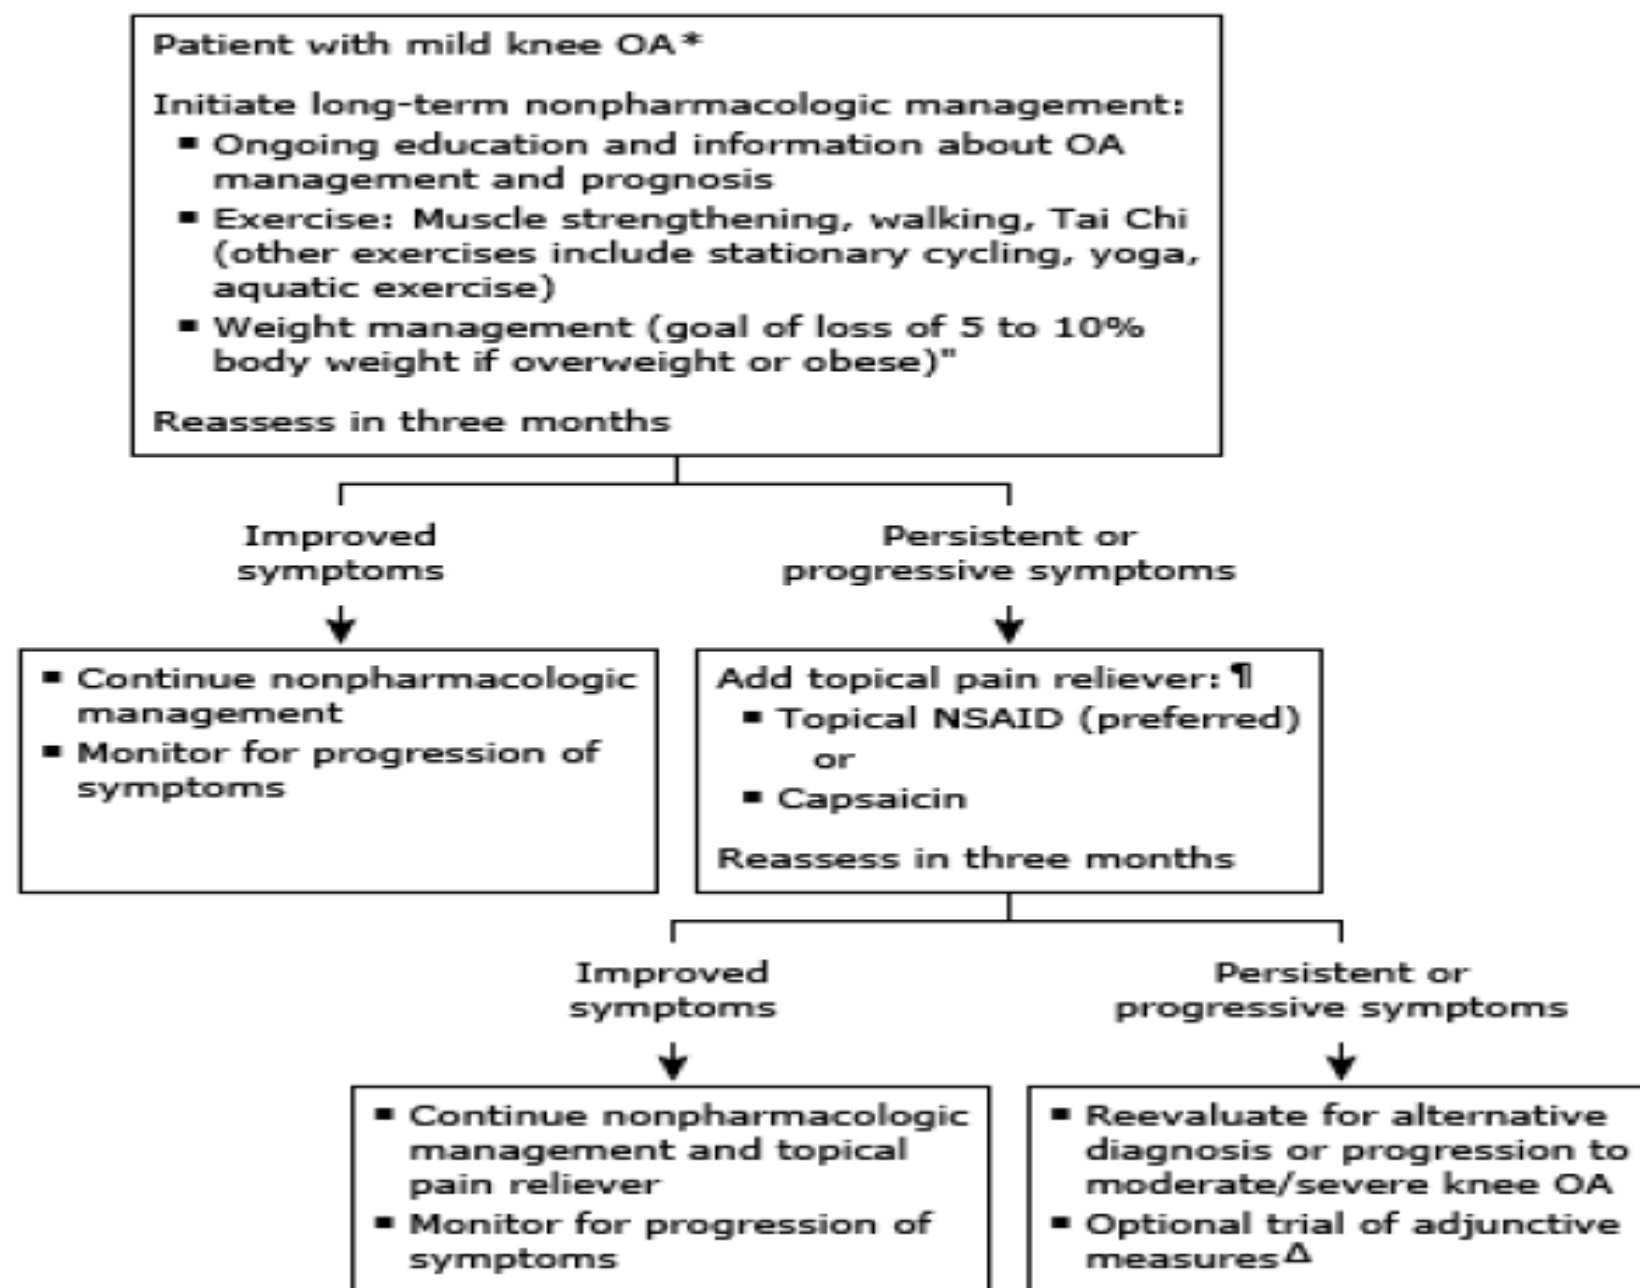 Patient with mild knee OA*
Initiate long-term nonpharmacologic management:
▪ Ongoing education and information about OA
management and prognosis
▪ Exercise: Muscle strengthening, walking, Tai Chi
(other exercises include stationary cycling, yoga,
aquatic exercise)
▪ Weight management (goal of loss of 5 to 10%
body weight if overweight or obese)"
Reassess in three months
Improved
symptoms
Persistent or
progressive symptoms
▪ Continue nonpharmacologic
management
▪ Monitor for progression of
symptoms
Add topical pain reliever:¶
▪ Topical NSAID (preferred)
or
▪ Capsaicin
Reassess in three months
Improved
symptoms
Persistent or
progressive symptoms
▪ Continue nonpharmacologic
management and topical
pain reliever
▪ Monitor for progression of
symptoms
▪ Reevaluate for alternative
diagnosis or progression to
moderate/severe knee OA
▪ Optional trial of adjunctive
measuresΔ